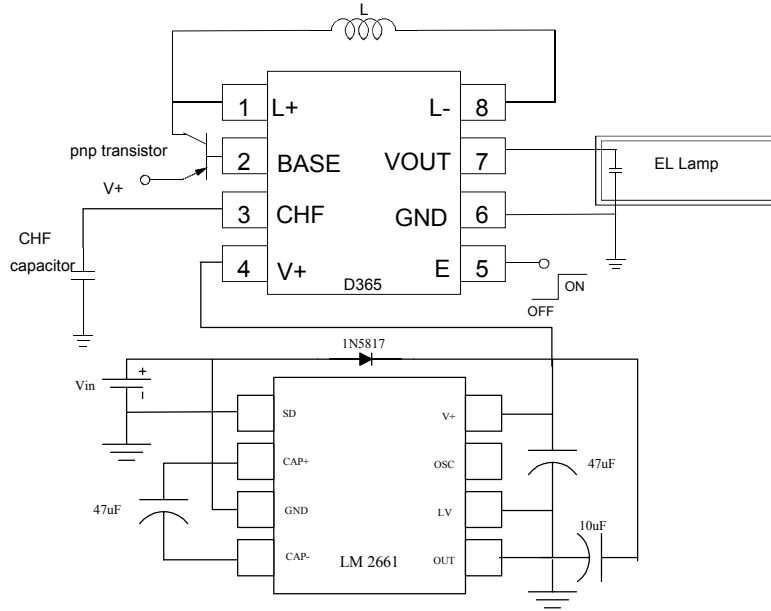 L
1 L+ L- 8
pnp transistor
2 BASE VOUT 7
EL Lamp
V+
3 CHF GND 6
CHF
capacitor
4 V+ E 5
D365
ON
OFF
1N5817
+
Vin
-
SD V+
CAP+ OSC
47uF
47uF
GND LV
10uF
CAP- LM 2661 OUT